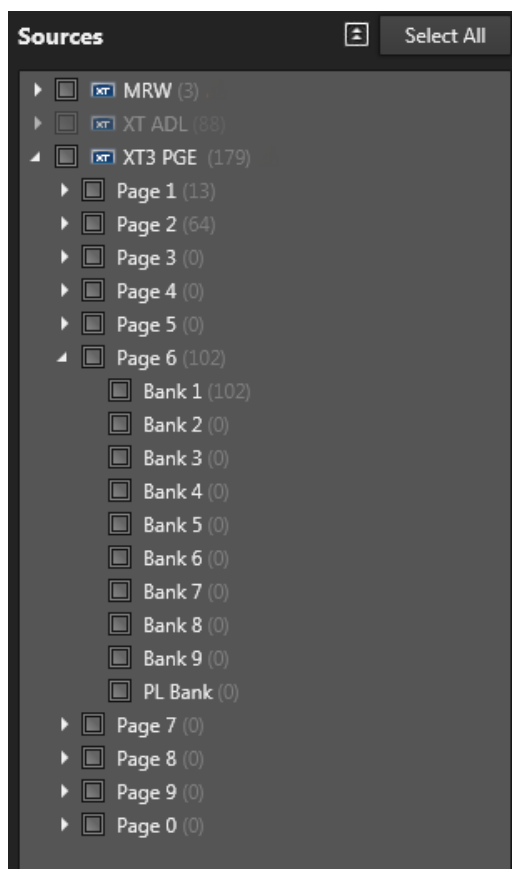 Sources Select All
XT MRW (3)
XT XT ADL (88)
XT XT3 PGE (179)
Page 1 (13)
Page 2 (64)
Page 3 (0)
Page 4 (0)
Page 5 (0)
Page 6 (102)
Bank 1 (102)
Bank 2 (0)
Bank 3 (0)
Bank 4 (0)
Bank 5 (0)
Bank 6 (0)
Bank 7 (0)
Bank 8 (0)
Bank 9 (0)
PL Bank (0)
Page 7 (0)
Page 8 (0)
Page 9 (0)
Page 0 (0)